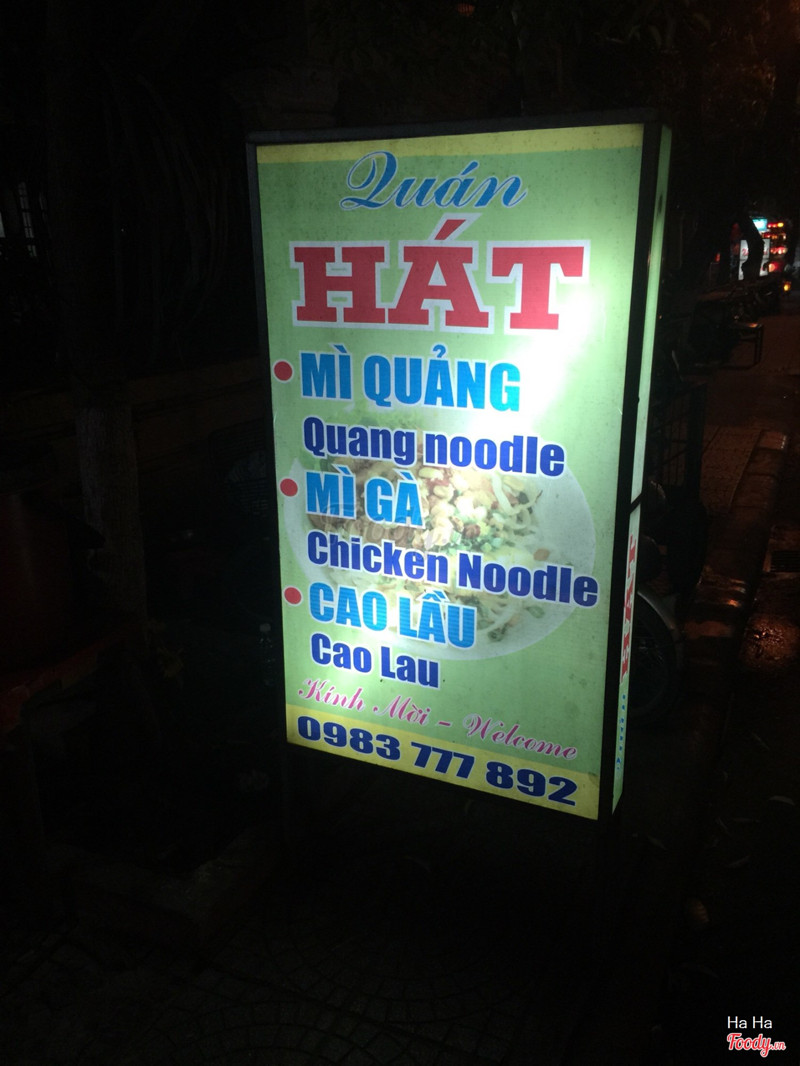 Quán
HÁT
• MÌ QUẢNG
Quang noodle
• MÌ GÀ
Chicken Noodle
• CAO LẦU
Cao Lau
Kính Mời - Welcome
0983 777 892
HÁT
Ha Ha
Foody.vn